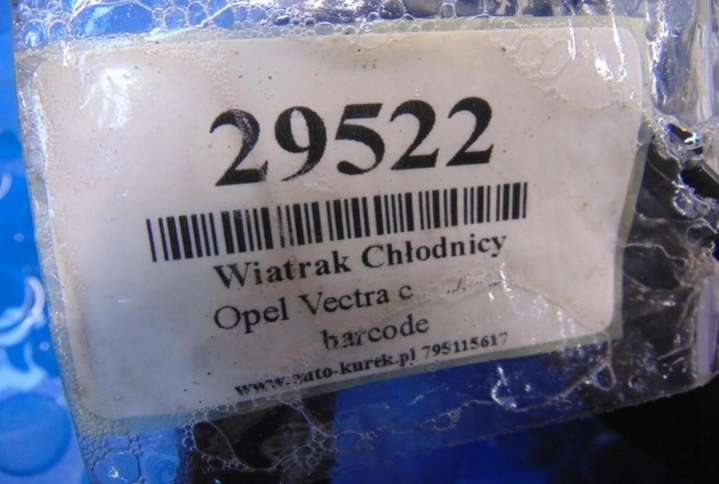 29522
Wiatrak Chłodnicy
Opel Vectra c
barcode
www.auto-kurek.pl 795115617